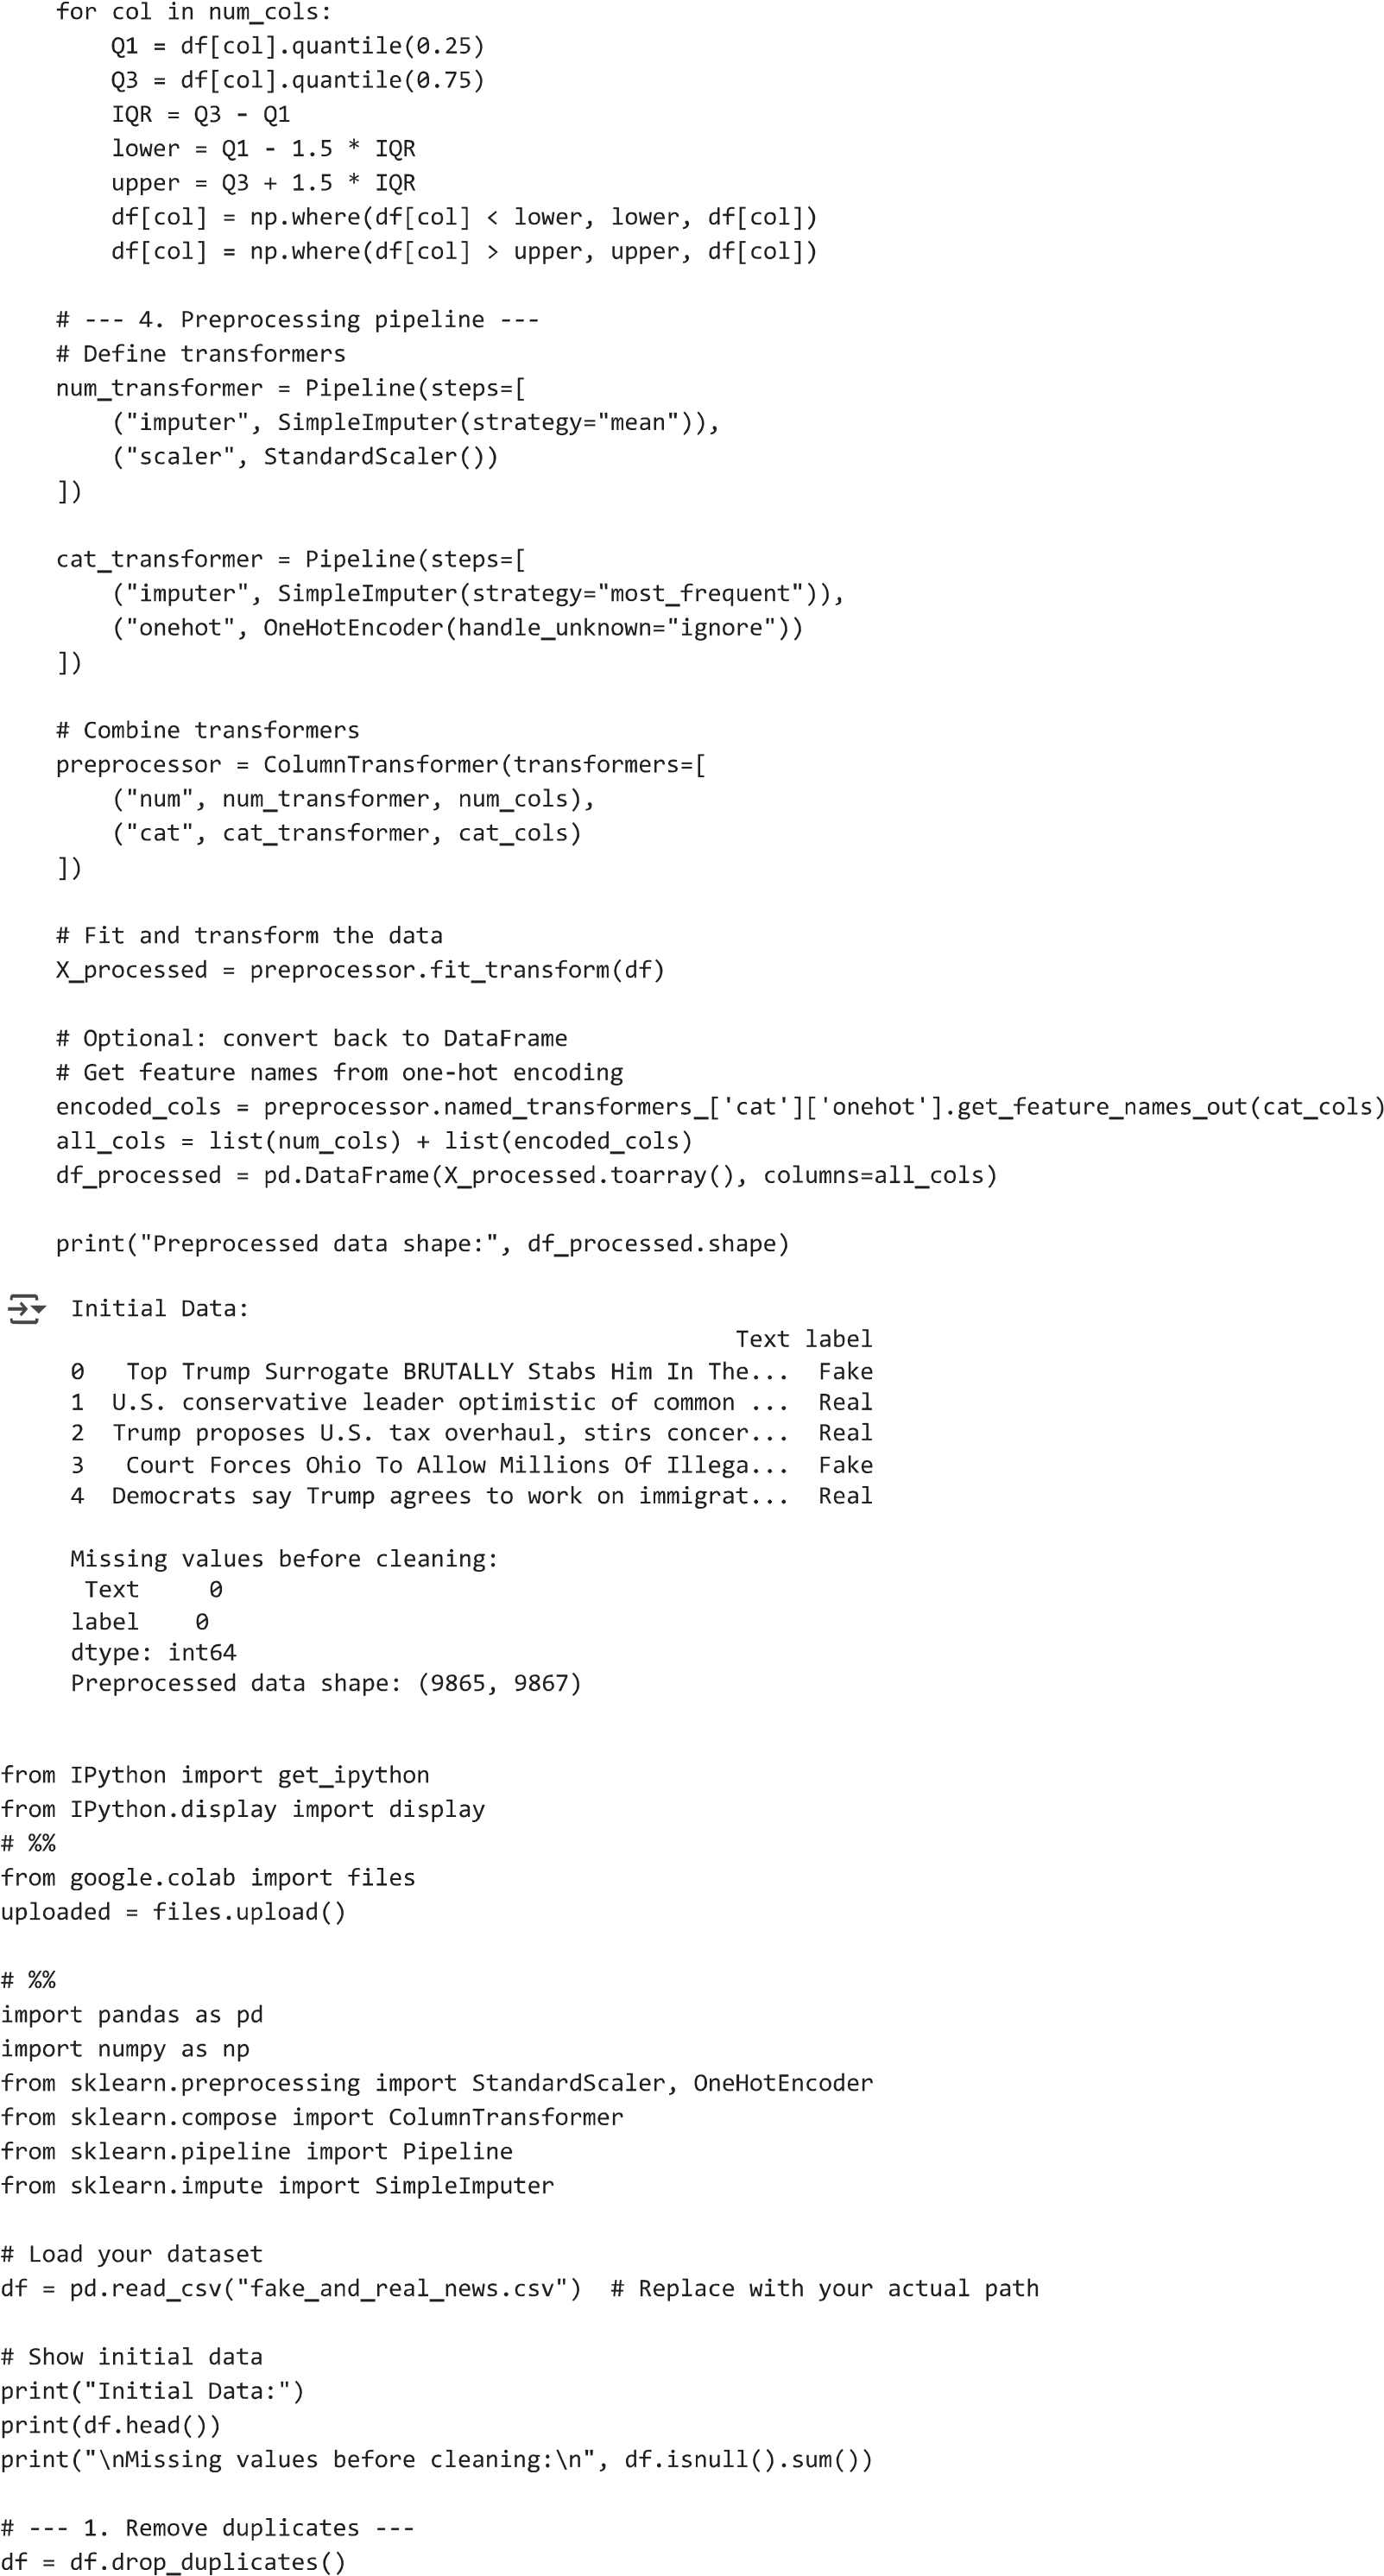 for col in num_cols:
    Q1 = df[col].quantile(0.25)
    Q3 = df[col].quantile(0.75)
    IQR = Q3 - Q1
    lower = Q1 - 1.5 * IQR
    upper = Q3 + 1.5 * IQR
    df[col] = np.where(df[col] < lower, lower, df[col])
    df[col] = np.where(df[col] > upper, upper, df[col])

# --- 4. Preprocessing pipeline ---
# Define transformers
num_transformer = Pipeline(steps=[
    ("imputer", SimpleImputer(strategy="mean")),
    ("scaler", StandardScaler())
])

cat_transformer = Pipeline(steps=[
    ("imputer", SimpleImputer(strategy="most_frequent")),
    ("onehot", OneHotEncoder(handle_unknown="ignore"))
])

# Combine transformers
preprocessor = ColumnTransformer(transformers=[
    ("num", num_transformer, num_cols),
    ("cat", cat_transformer, cat_cols)
])

# Fit and transform the data
X_processed = preprocessor.fit_transform(df)

# Optional: convert back to DataFrame
# Get feature names from one-hot encoding
encoded_cols = preprocessor.named_transformers_['cat']['onehot'].get_feature_names_out(cat_cols)
all_cols = list(num_cols) + list(encoded_cols)
df_processed = pd.DataFrame(X_processed.toarray(), columns=all_cols)

print("Preprocessed data shape:", df_processed.shape)

Initial Data:
                                                Text label
0   Top Trump Surrogate BRUTALLY Stabs Him In The...  Fake
1  U.S. conservative leader optimistic of common ...  Real
2  Trump proposes U.S. tax overhaul, stirs concer...  Real
3   Court Forces Ohio To Allow Millions Of Illega...  Fake
4  Democrats say Trump agrees to work on immigrat...  Real

Missing values before cleaning:
 Text     0
label    0
dtype: int64
Preprocessed data shape: (9865, 9867)

from IPython import get_ipython
from IPython.display import display
# %%
from google.colab import files
uploaded = files.upload()

# %%
import pandas as pd
import numpy as np
from sklearn.preprocessing import StandardScaler, OneHotEncoder
from sklearn.compose import ColumnTransformer
from sklearn.pipeline import Pipeline
from sklearn.impute import SimpleImputer

# Load your dataset
df = pd.read_csv("fake_and_real_news.csv")  # Replace with your actual path

# Show initial data
print("Initial Data:")
print(df.head())
print("\nMissing values before cleaning:\n", df.isnull().sum())

# --- 1. Remove duplicates ---
df = df.drop_duplicates()